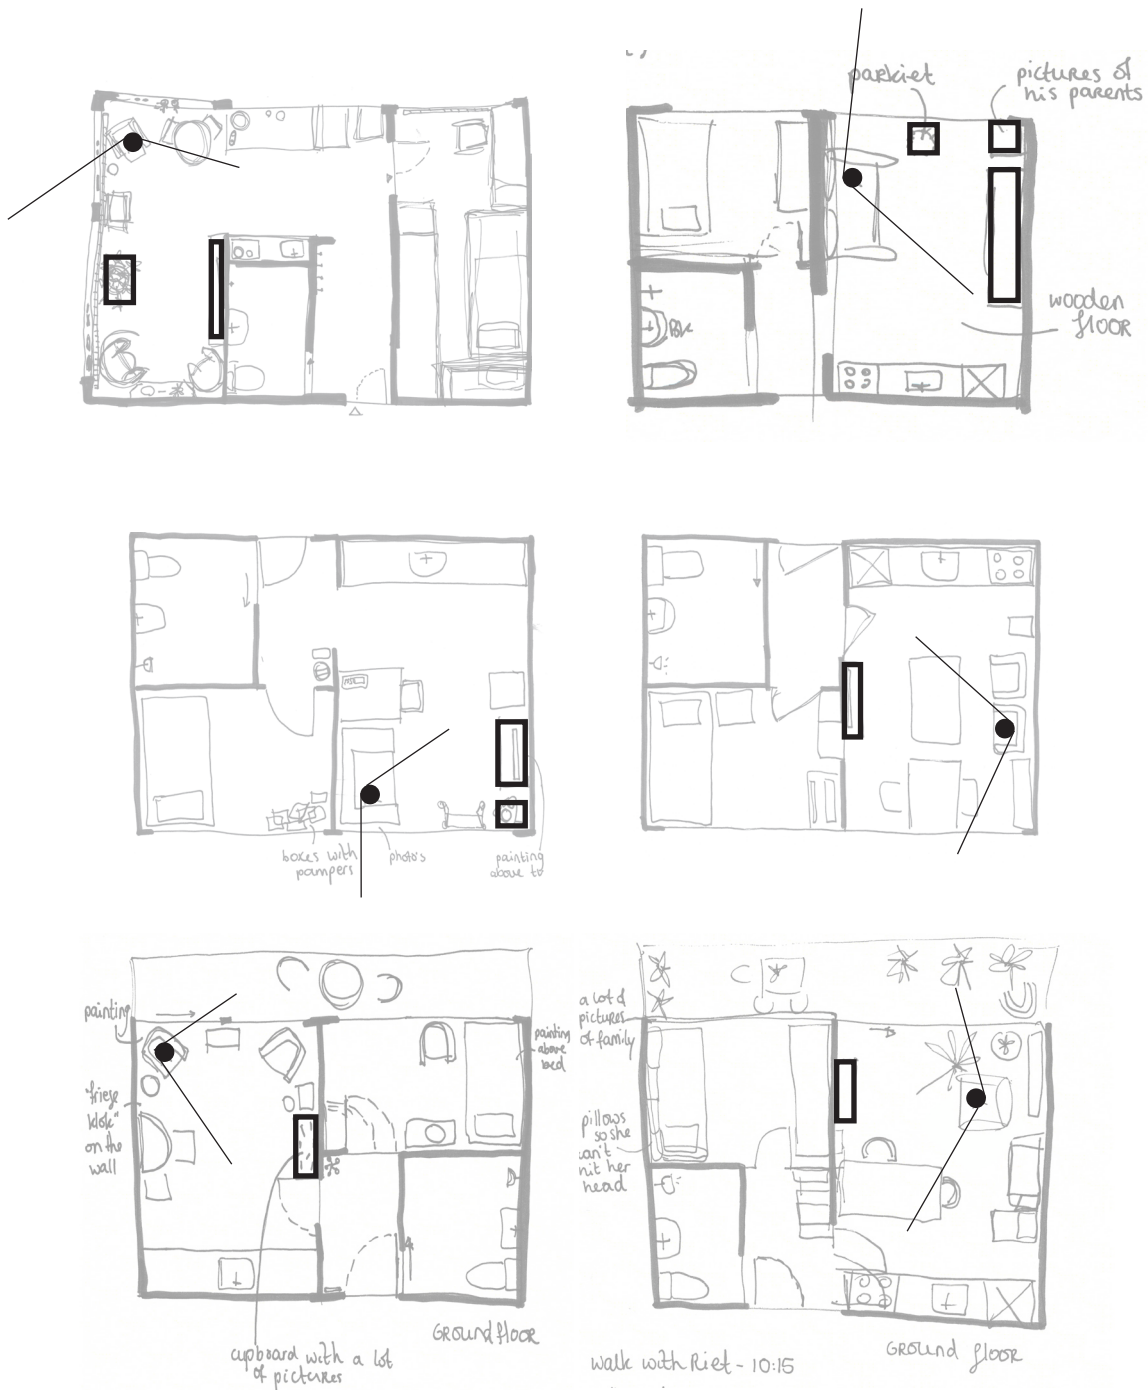 parkiet
pictures of
his parents
wooden
floor
boxes with
pampers
photo's
painting
above tv
painting
"friese
klok"
on the
wall
painting
above
bed
Ground floor
cupboard with a lot
of pictures
a lot of
pictures
of family
pillows
so she
can't
hit her
head
Ground floor
walk with Riet - 10:15